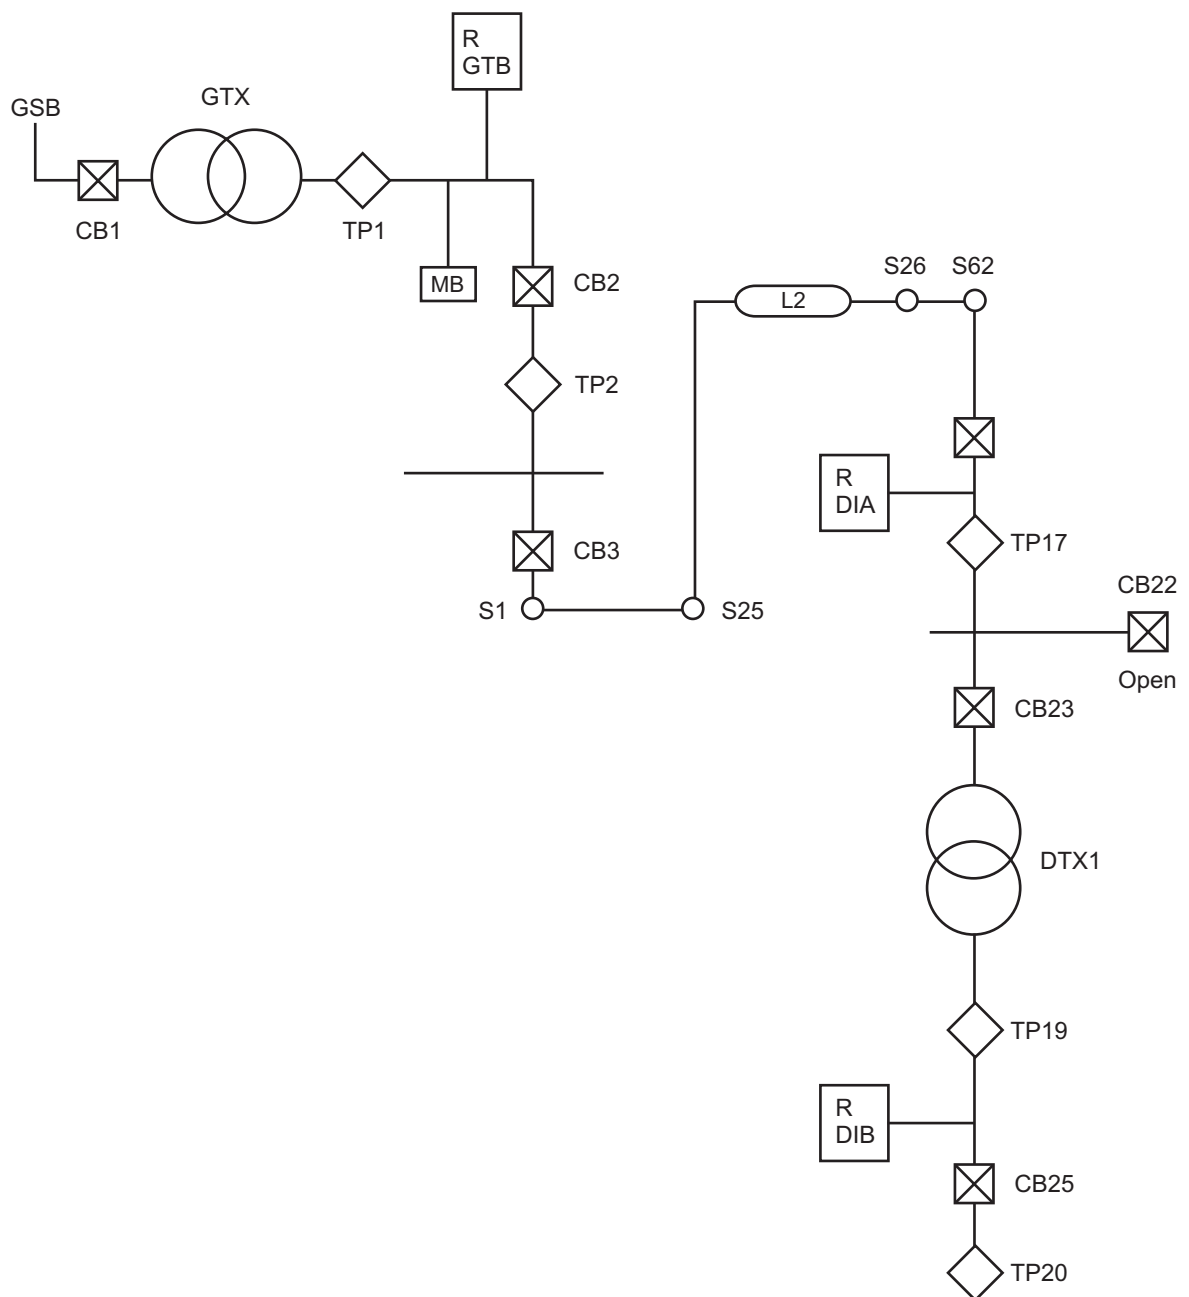 R
GTB
GSB
GTX
CB1
TP1
MB
CB2
TP2
CB3
S1
S25
L2
S26
S62
R
DIA
TP17
CB22
Open
CB23
DTX1
TP19
R
DIB
CB25
TP20